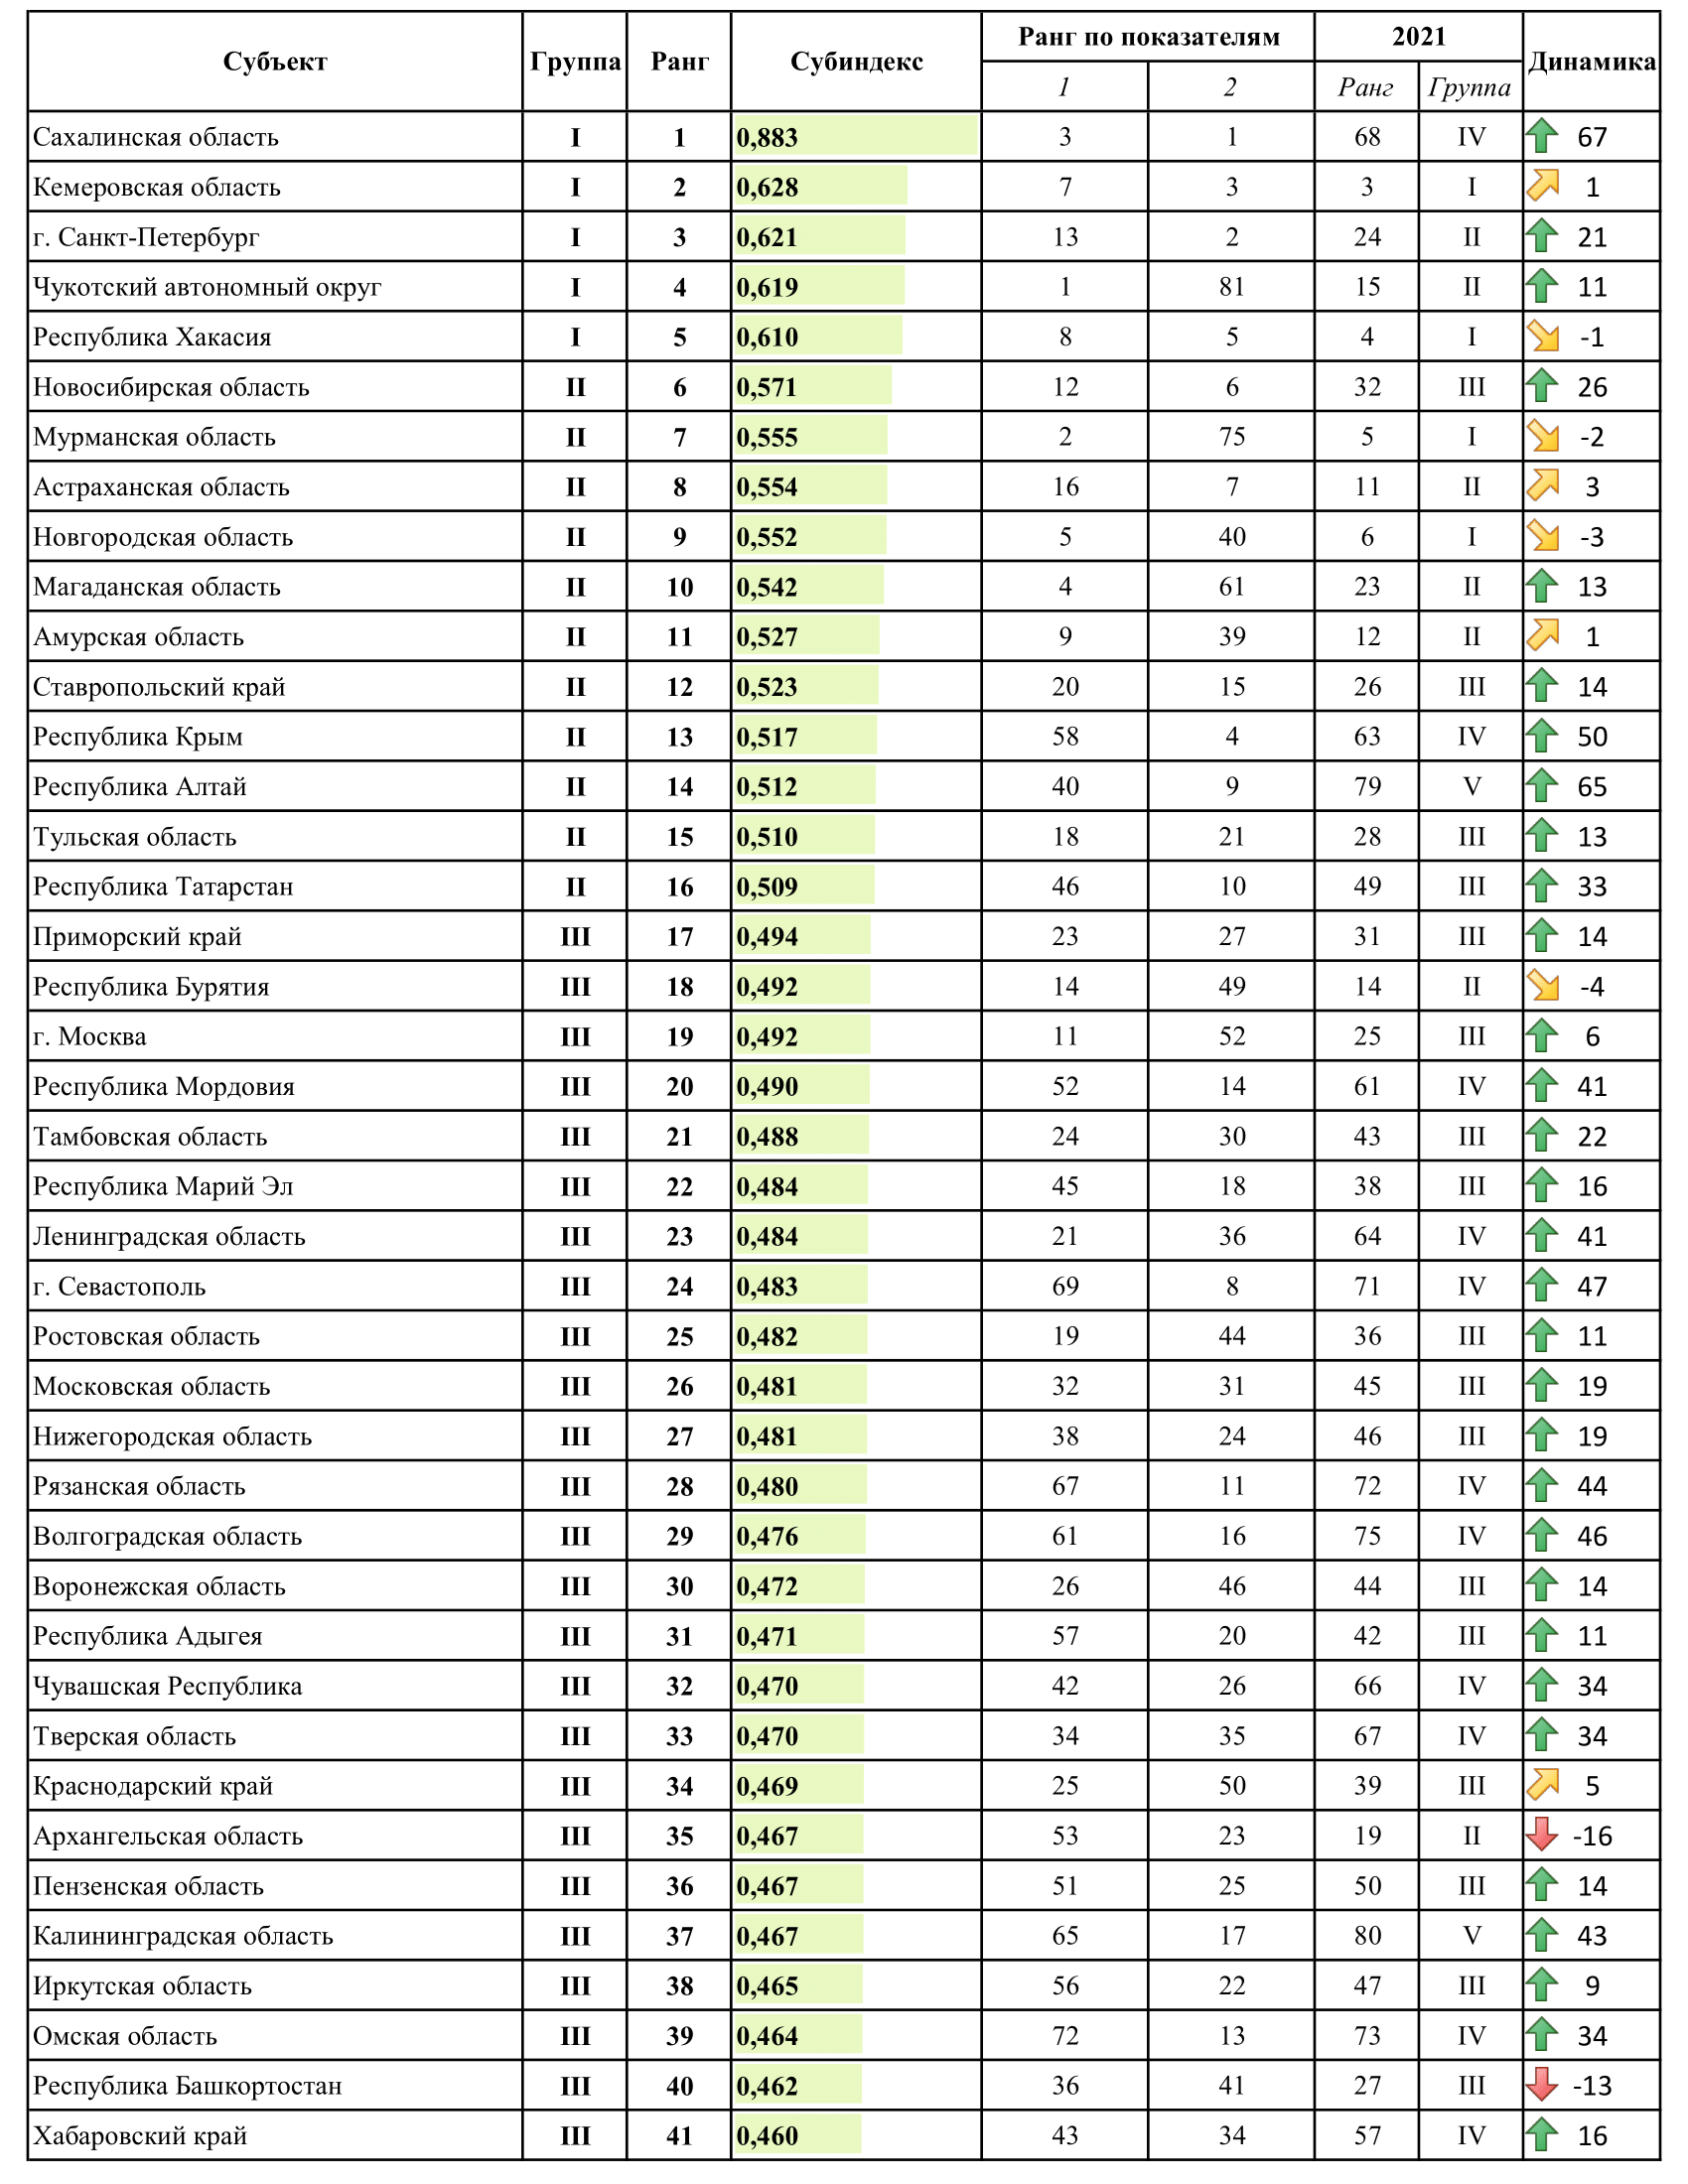 Субъект Группа Ранг Субиндекс Ранг по показателям 2021 Динамика
1 2 Ранг Группа
Сахалинская область I 1 0,883 3 1 68 IV 67
Кемеровская область I 2 0,628 7 3 3 I 1
г. Санкт-Петербург I 3 0,621 13 2 24 II 21
Чукотский автономный округ I 4 0,619 1 81 15 II 11
Республика Хакасия I 5 0,610 8 5 4 I -1
Новосибирская область II 6 0,571 12 6 32 III 26
Мурманская область II 7 0,555 2 75 5 I -2
Астраханская область II 8 0,554 16 7 11 II 3
Новгородская область II 9 0,552 5 40 6 I -3
Магаданская область II 10 0,542 4 61 23 II 13
Амурская область II 11 0,527 9 39 12 II 1
Ставропольский край II 12 0,523 20 15 26 III 14
Республика Крым II 13 0,517 58 4 63 IV 50
Республика Алтай II 14 0,512 40 9 79 V 65
Тульская область II 15 0,510 18 21 28 III 13
Республика Татарстан II 16 0,509 46 10 49 III 33
Приморский край III 17 0,494 23 27 31 III 14
Республика Бурятия III 18 0,492 14 49 14 II -4
г. Москва III 19 0,492 11 52 25 III 6
Республика Мордовия III 20 0,490 52 14 61 IV 41
Тамбовская область III 21 0,488 24 30 43 III 22
Республика Марий Эл III 22 0,484 45 18 38 III 16
Ленинградская область III 23 0,484 21 36 64 IV 41
г. Севастополь III 24 0,483 69 8 71 IV 47
Ростовская область III 25 0,482 19 44 36 III 11
Московская область III 26 0,481 32 31 45 III 19
Нижегородская область III 27 0,481 38 24 46 III 19
Рязанская область III 28 0,480 67 11 72 IV 44
Волгоградская область III 29 0,476 61 16 75 IV 46
Воронежская область III 30 0,472 26 46 44 III 14
Республика Адыгея III 31 0,471 57 20 42 III 11
Чувашская Республика III 32 0,470 42 26 66 IV 34
Тверская область III 33 0,470 34 35 67 IV 34
Краснодарский край III 34 0,469 25 50 39 III 5
Архангельская область III 35 0,467 53 23 19 II -16
Пензенская область III 36 0,467 51 25 50 III 14
Калининградская область III 37 0,467 65 17 80 V 43
Иркутская область III 38 0,465 56 22 47 III 9
Омская область III 39 0,464 72 13 73 IV 34
Республика Башкортостан III 40 0,462 36 41 27 III -13
Хабаровский край III 41 0,460 43 34 57 IV 16